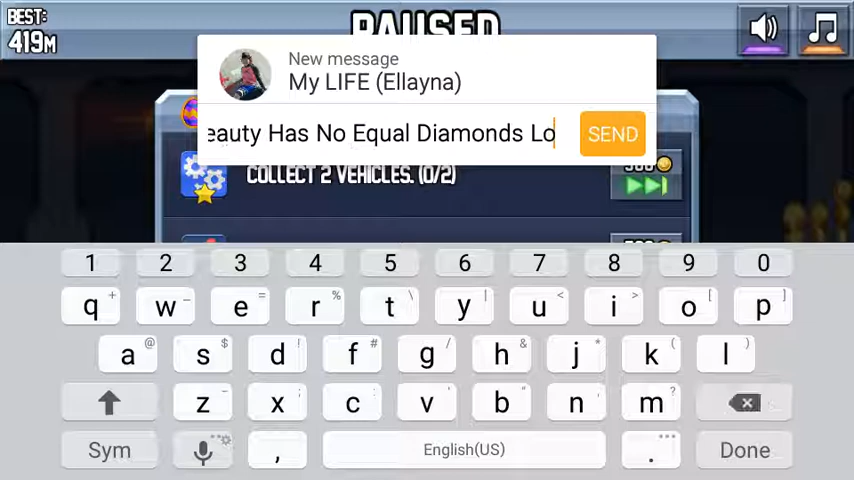 BEST:
419M
PAUSED
New message
My LIFE (Ellayna)
eauty Has No Equal Diamonds Lo
SEND
COLLECT 2 VEHICLES. (0/2)
1 2 3 4 5 6 7 8 9 0
q + w – e = r % t \ y | u < i > o [ p ]
a @ s $ d ! f # g / h & j * k ( l )
z - x ; c : v ' b " n , m ?
Sym , English(US) . Done